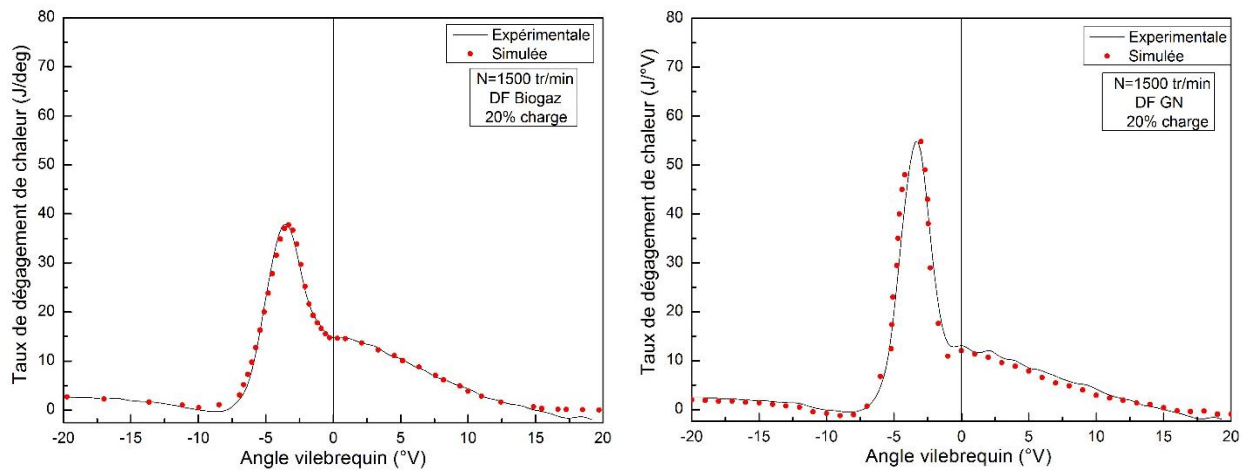 Taux de dégagement de chaleur (J/deg)
80
70
60
50
40
30
20
10
0
Expérimentale
Simulée
N=1500 tr/min
DF Biogaz
20% charge
-20 -15 -10 -5 0 5 10 15 20
Angle vilebrequin (°V)
Taux de dégagement de chaleur (J/°V)
80
70
60
50
40
30
20
10
0
Experimentale
Simulée
N=1500 tr/min
DF GN
20% charge
-20 -15 -10 -5 0 5 10 15 20
Angle vilebrequin (°V)